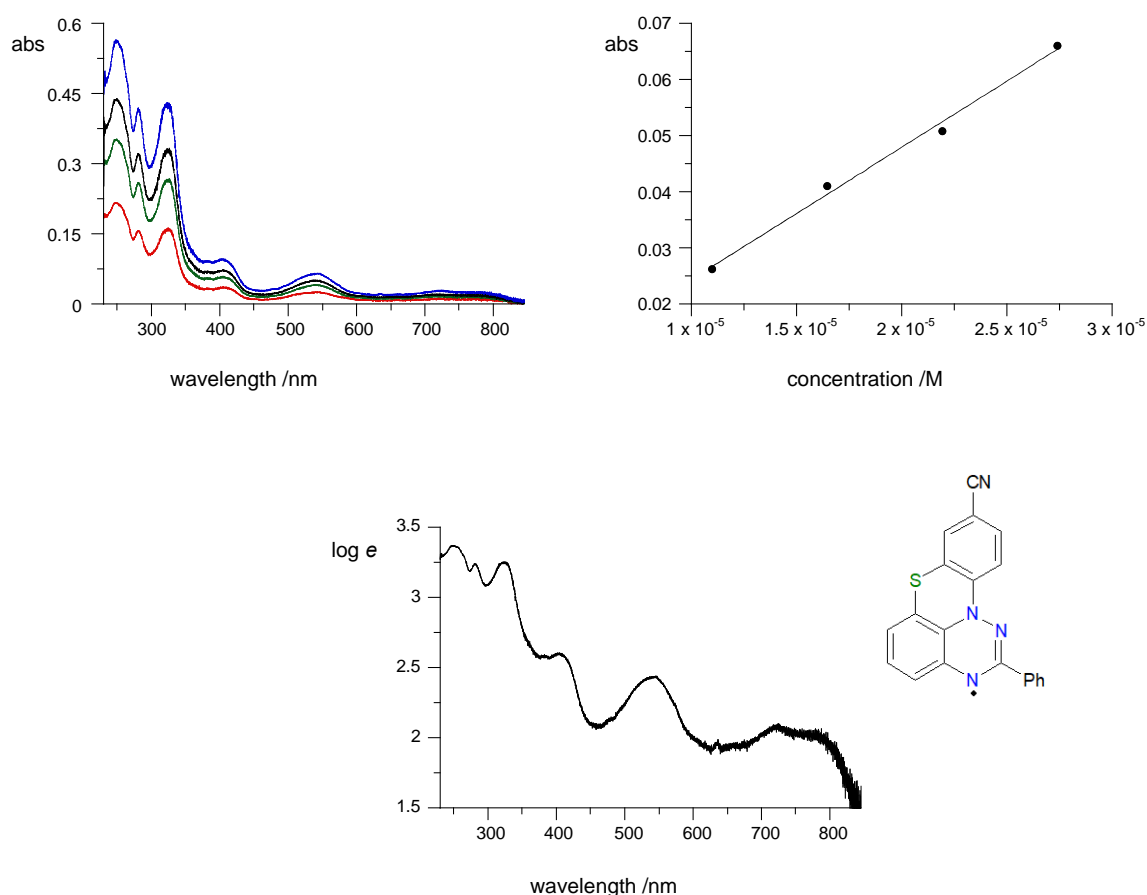 0.6
abs
0.45
0.3
0.15
0
300 400 500 600 700 800
wavelength /nm
0.07
abs
0.06
0.05
0.04
0.03
0.02
1 x 10⁻⁵ 1.5 x 10⁻⁵ 2 x 10⁻⁵ 2.5 x 10⁻⁵ 3 x 10⁻⁵
concentration /M
3.5
log e
3
2.5
2
1.5
300 400 500 600 700 800
wavelength /nm
CN
S
N N
N Ph